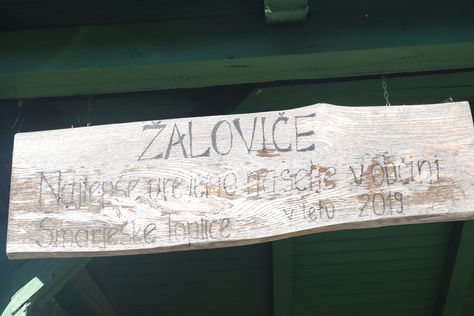 ŽALOVIČE
Najlepše urejeno naselje v občini
Šmarješke Toplice v letu 2019